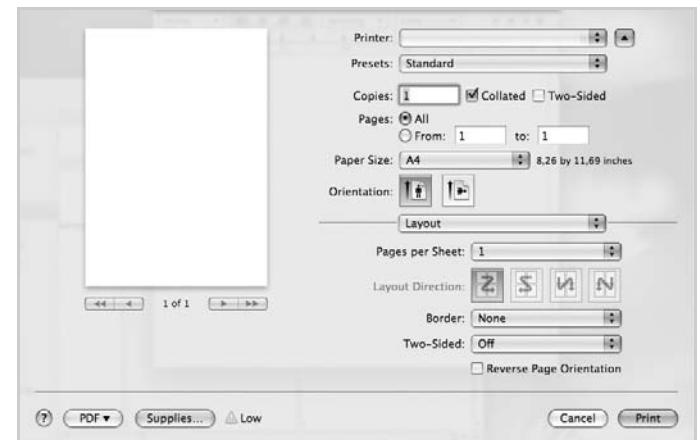 Printer:
Presets: Standard
Copies: 1 Collated Two-Sided
Pages: All
From: 1 to: 1
Paper Size: A4 8,26 by 11,69 inches
Orientation:
Layout
Pages per Sheet: 1
Layout Direction:
1 of 1
Border: None
Two-Sided: Off
Reverse Page Orientation
? PDF Supplies... Low Cancel Print